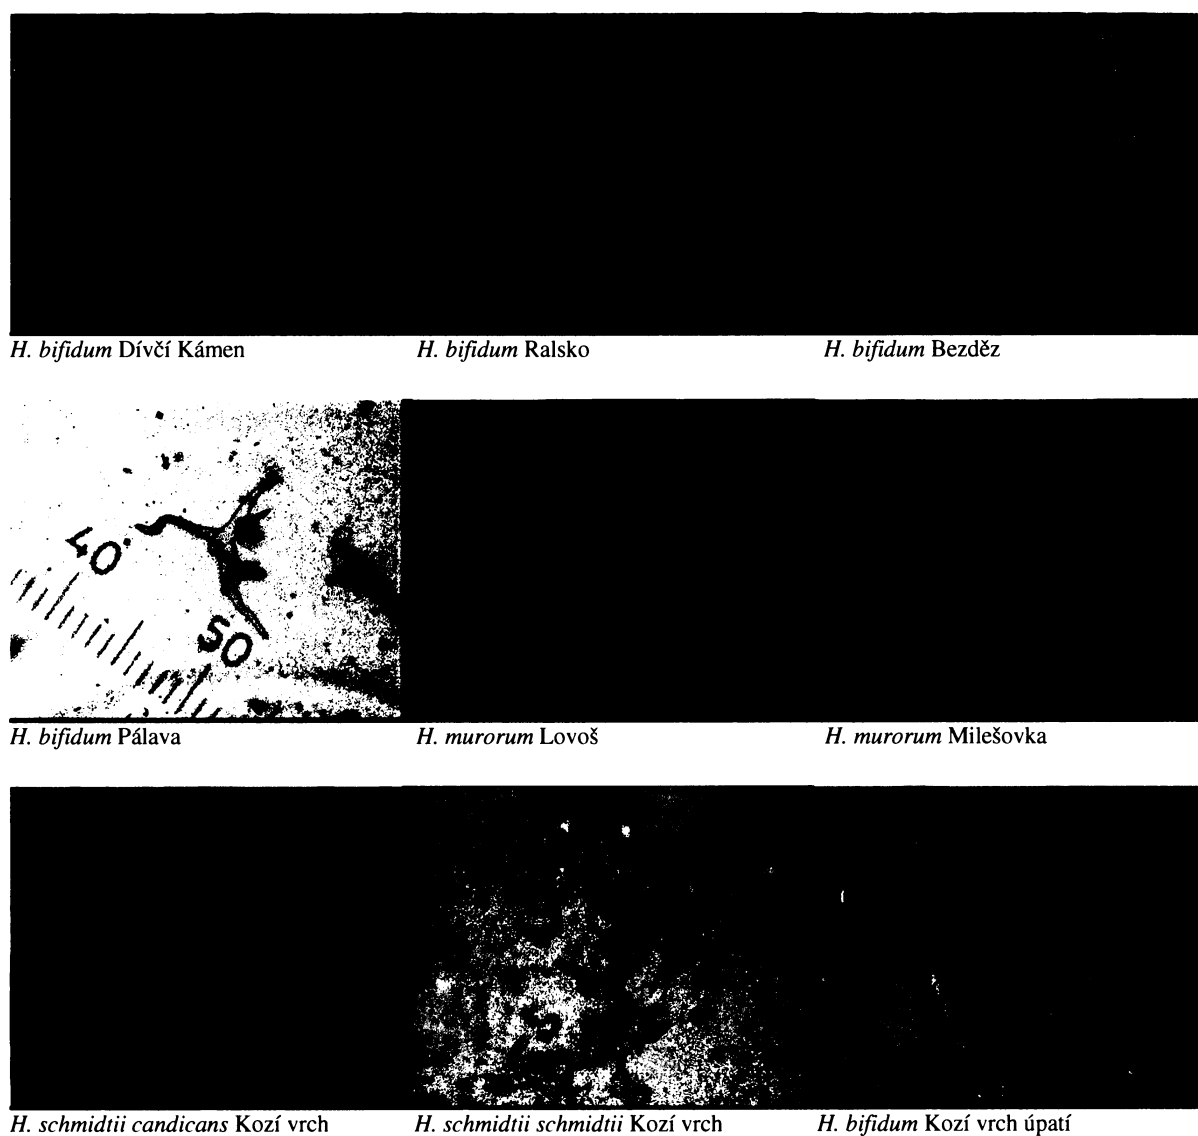 H. bifidum Dívčí Kámen
H. bifidum Ralsko
H. bifidum Bezděz
40
50
H. bifidum Pálava
H. murorum Lovoš
H. murorum Milešovka
H. schmidtii candicans Kozí vrch
H. schmidtii schmidtii Kozí vrch
H. bifidum Kozí vrch úpatí